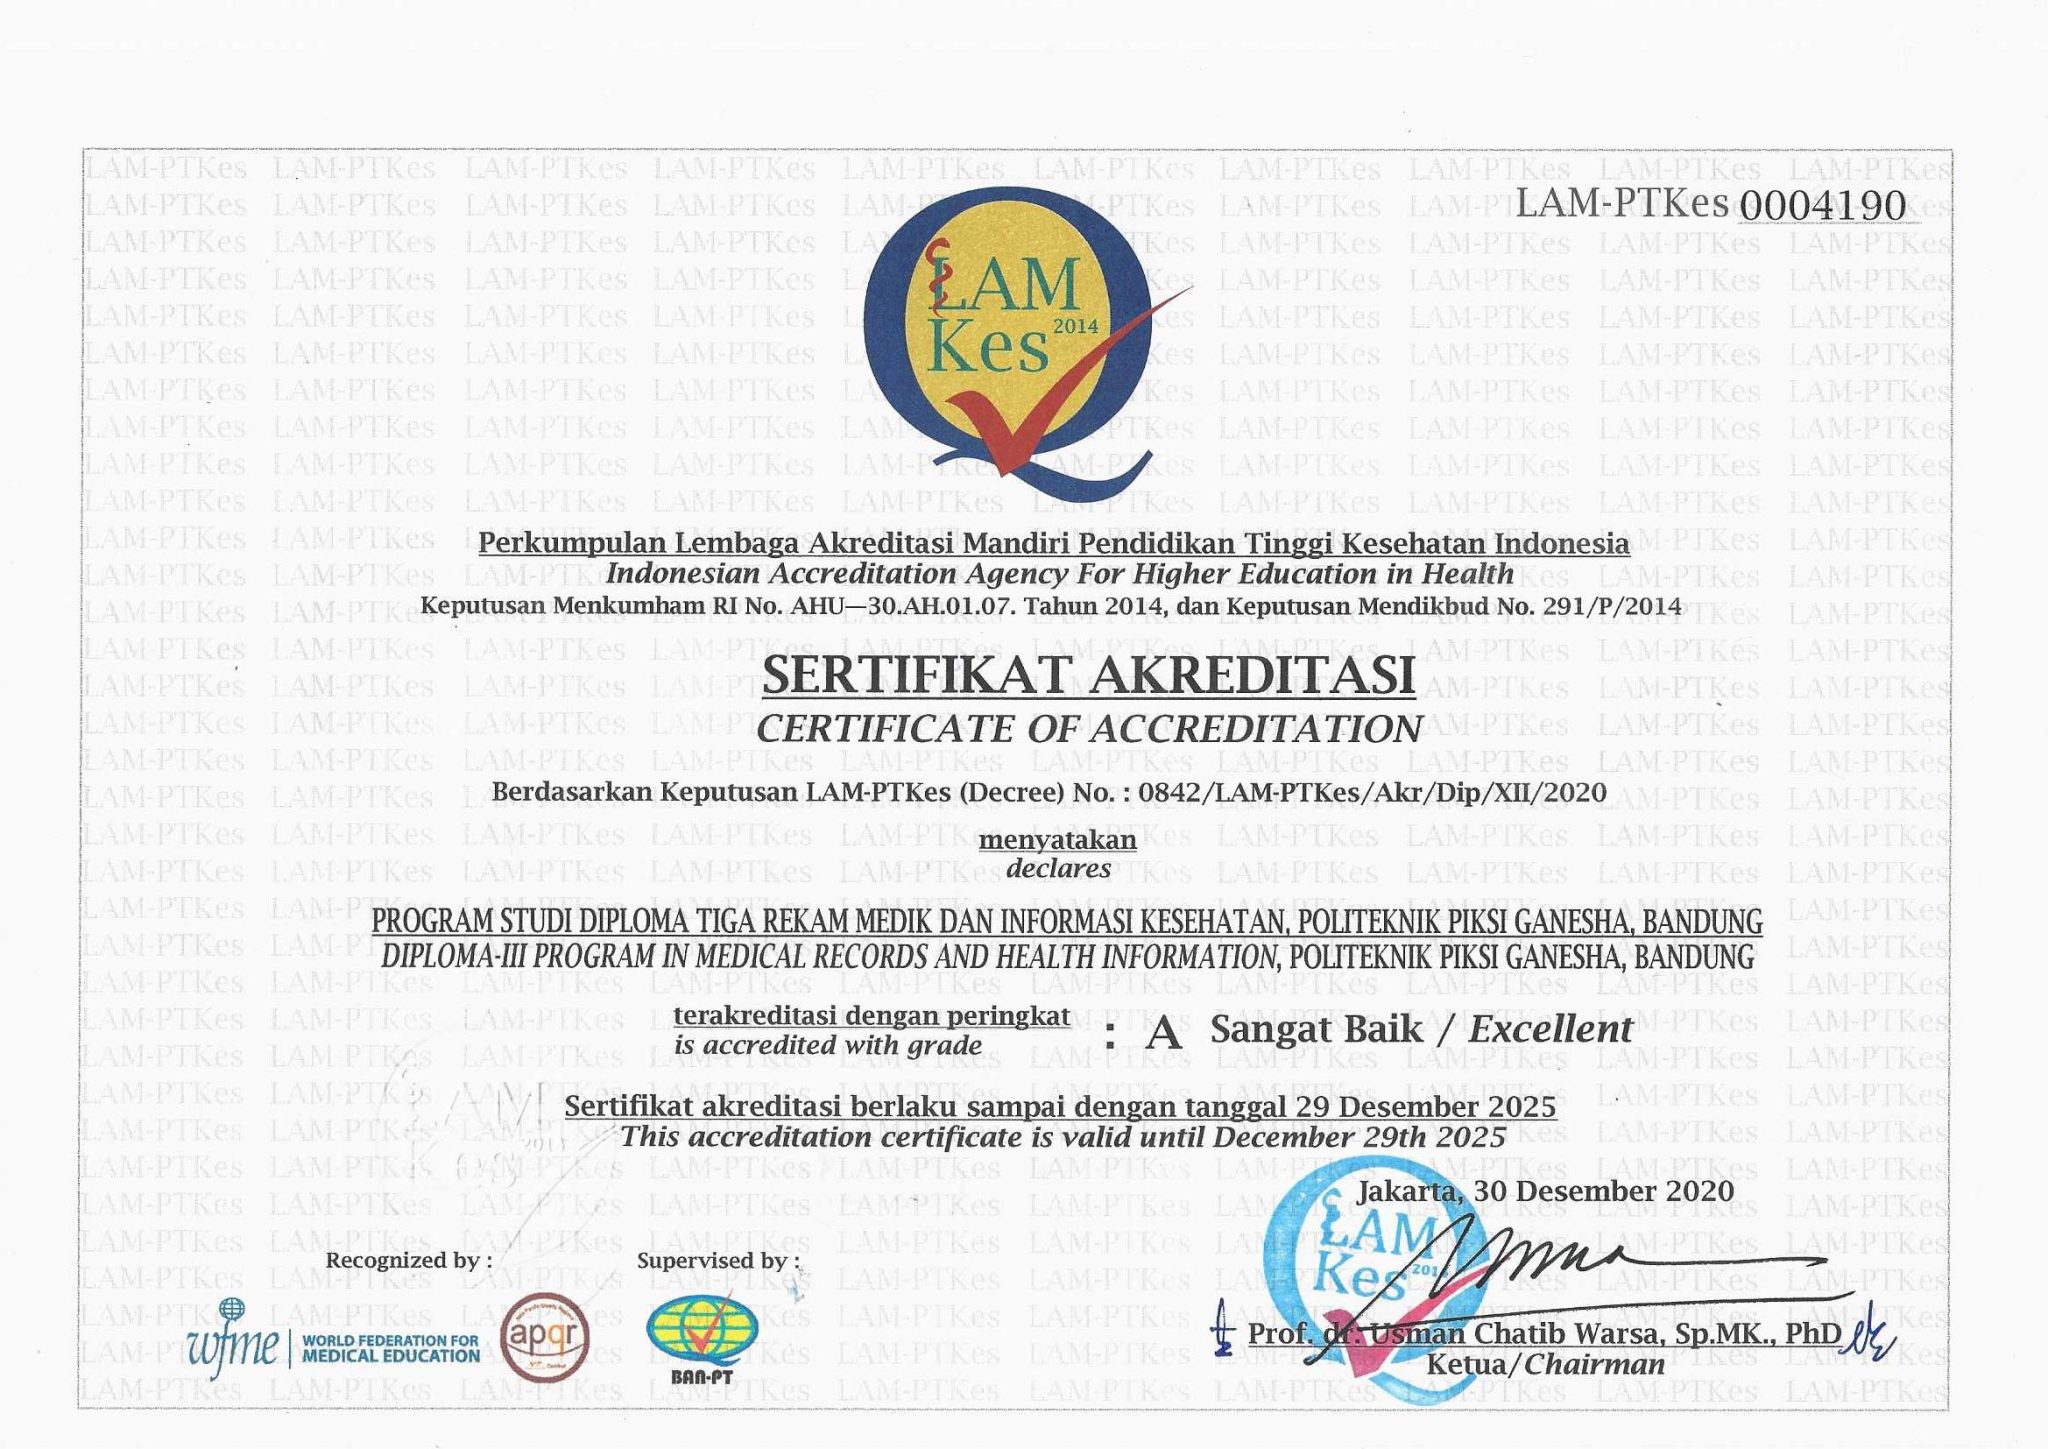 LAM-PTKes 0004190
LAM
Kes 2014
Perkumpulan Lembaga Akreditasi Mandiri Pendidikan Tinggi Kesehatan Indonesia
Indonesian Accreditation Agency For Higher Education in Health
Keputusan Menkumham RI No. AHU—30.AH.01.07. Tahun 2014, dan Keputusan Mendikbud No. 291/P/2014
SERTIFIKAT AKREDITASI
CERTIFICATE OF ACCREDITATION
Berdasarkan Keputusan LAM-PTKes (Decree) No. : 0842/LAM-PTKes/Akr/Dip/XII/2020
menyatakan
declares
PROGRAM STUDI DIPLOMA TIGA REKAM MEDIK DAN INFORMASI KESEHATAN, POLITEKNIK PIKSI GANESHA, BANDUNG
DIPLOMA-III PROGRAM IN MEDICAL RECORDS AND HEALTH INFORMATION, POLITEKNIK PIKSI GANESHA, BANDUNG
terakreditasi dengan peringkat : A Sangat Baik / Excellent
is accredited with grade
Sertifikat akreditasi berlaku sampai dengan tanggal 29 Desember 2025
This accreditation certificate is valid until December 29th 2025
Jakarta, 30 Desember 2020
LAM
Kes
Recognized by :
wfme WORLD FEDERATION FOR
MEDICAL EDUCATION
apqr
Supervised by :
BAN-PT
Prof. dr. Usman Chatib Warsa, Sp.MK., PhD
Ketua/Chairman